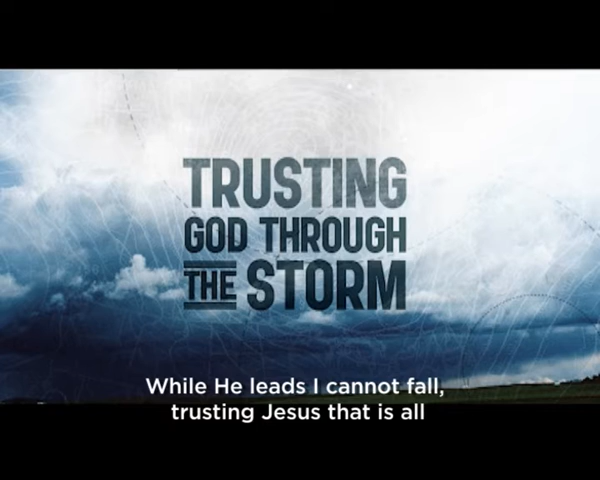 TRUSTING
GOD THROUGH
THE STORM
While He leads I cannot fall,
trusting Jesus that is all